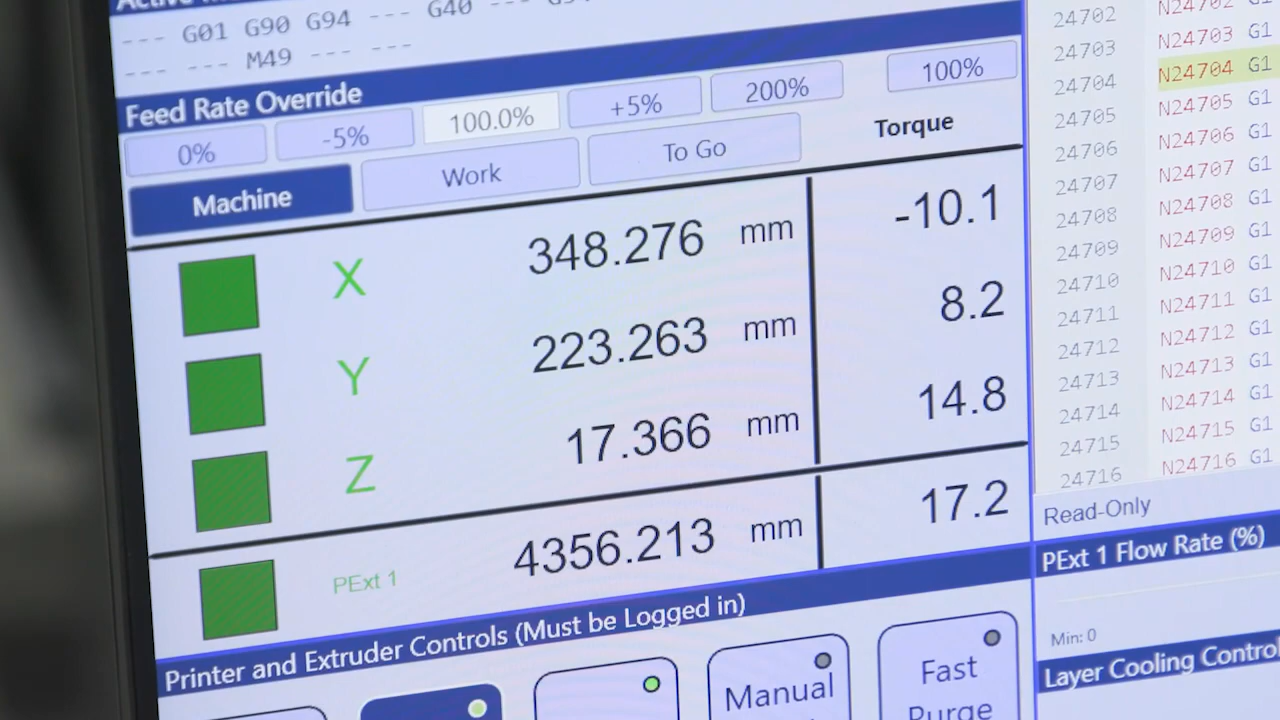 --- G01 G90 G94 --- G40 ---
--- --- M49 --- ---
Feed Rate Override
0% -5% 100.0% +5% 200% 100%
Machine Work To Go Torque
X 348.276 mm -10.1
Y 223.263 mm 8.2
Z 17.366 mm 14.8
PExt 1 4356.213 mm 17.2
Printer and Extruder Controls (Must be Logged in)
Manual
Fast
Purge
24702 N24702 G1
24703 N24703 G1
24704 N24704 G1
24705 N24705 G1
24706 N24706 G1
24707 N24707 G1
24708 N24708 G1
24709 N24709 G1
24710 N24710 G1
24711 N24711 G1
24712 N24712 G1
24713 N24713 G1
24714 N24714 G1
24715 N24715 G1
24716 N24716 G1
Read-Only
PExt 1 Flow Rate (%)
Min: 0
Layer Cooling Control